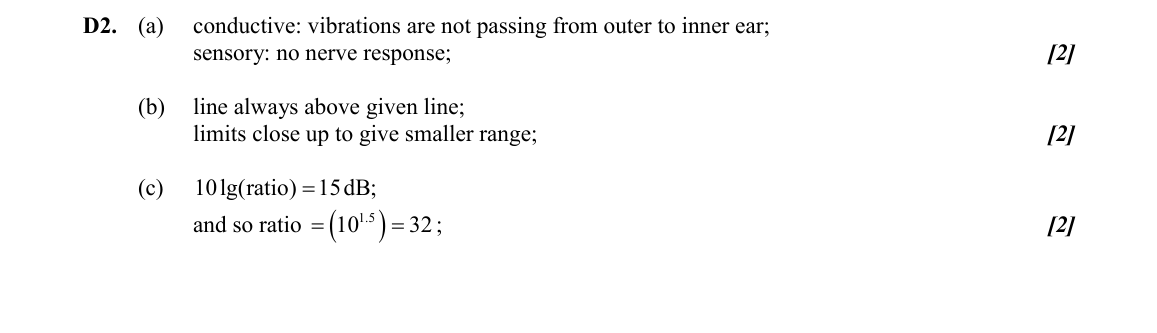 D2. (a) conductive: vibrations are not passing from outer to inner ear;
sensory: no nerve response; [2]
(b) line always above given line;
limits close up to give smaller range; [2]
(c) 10 lg(ratio) = 15 dB;
and so ratio = (10^1.5) = 32; [2]